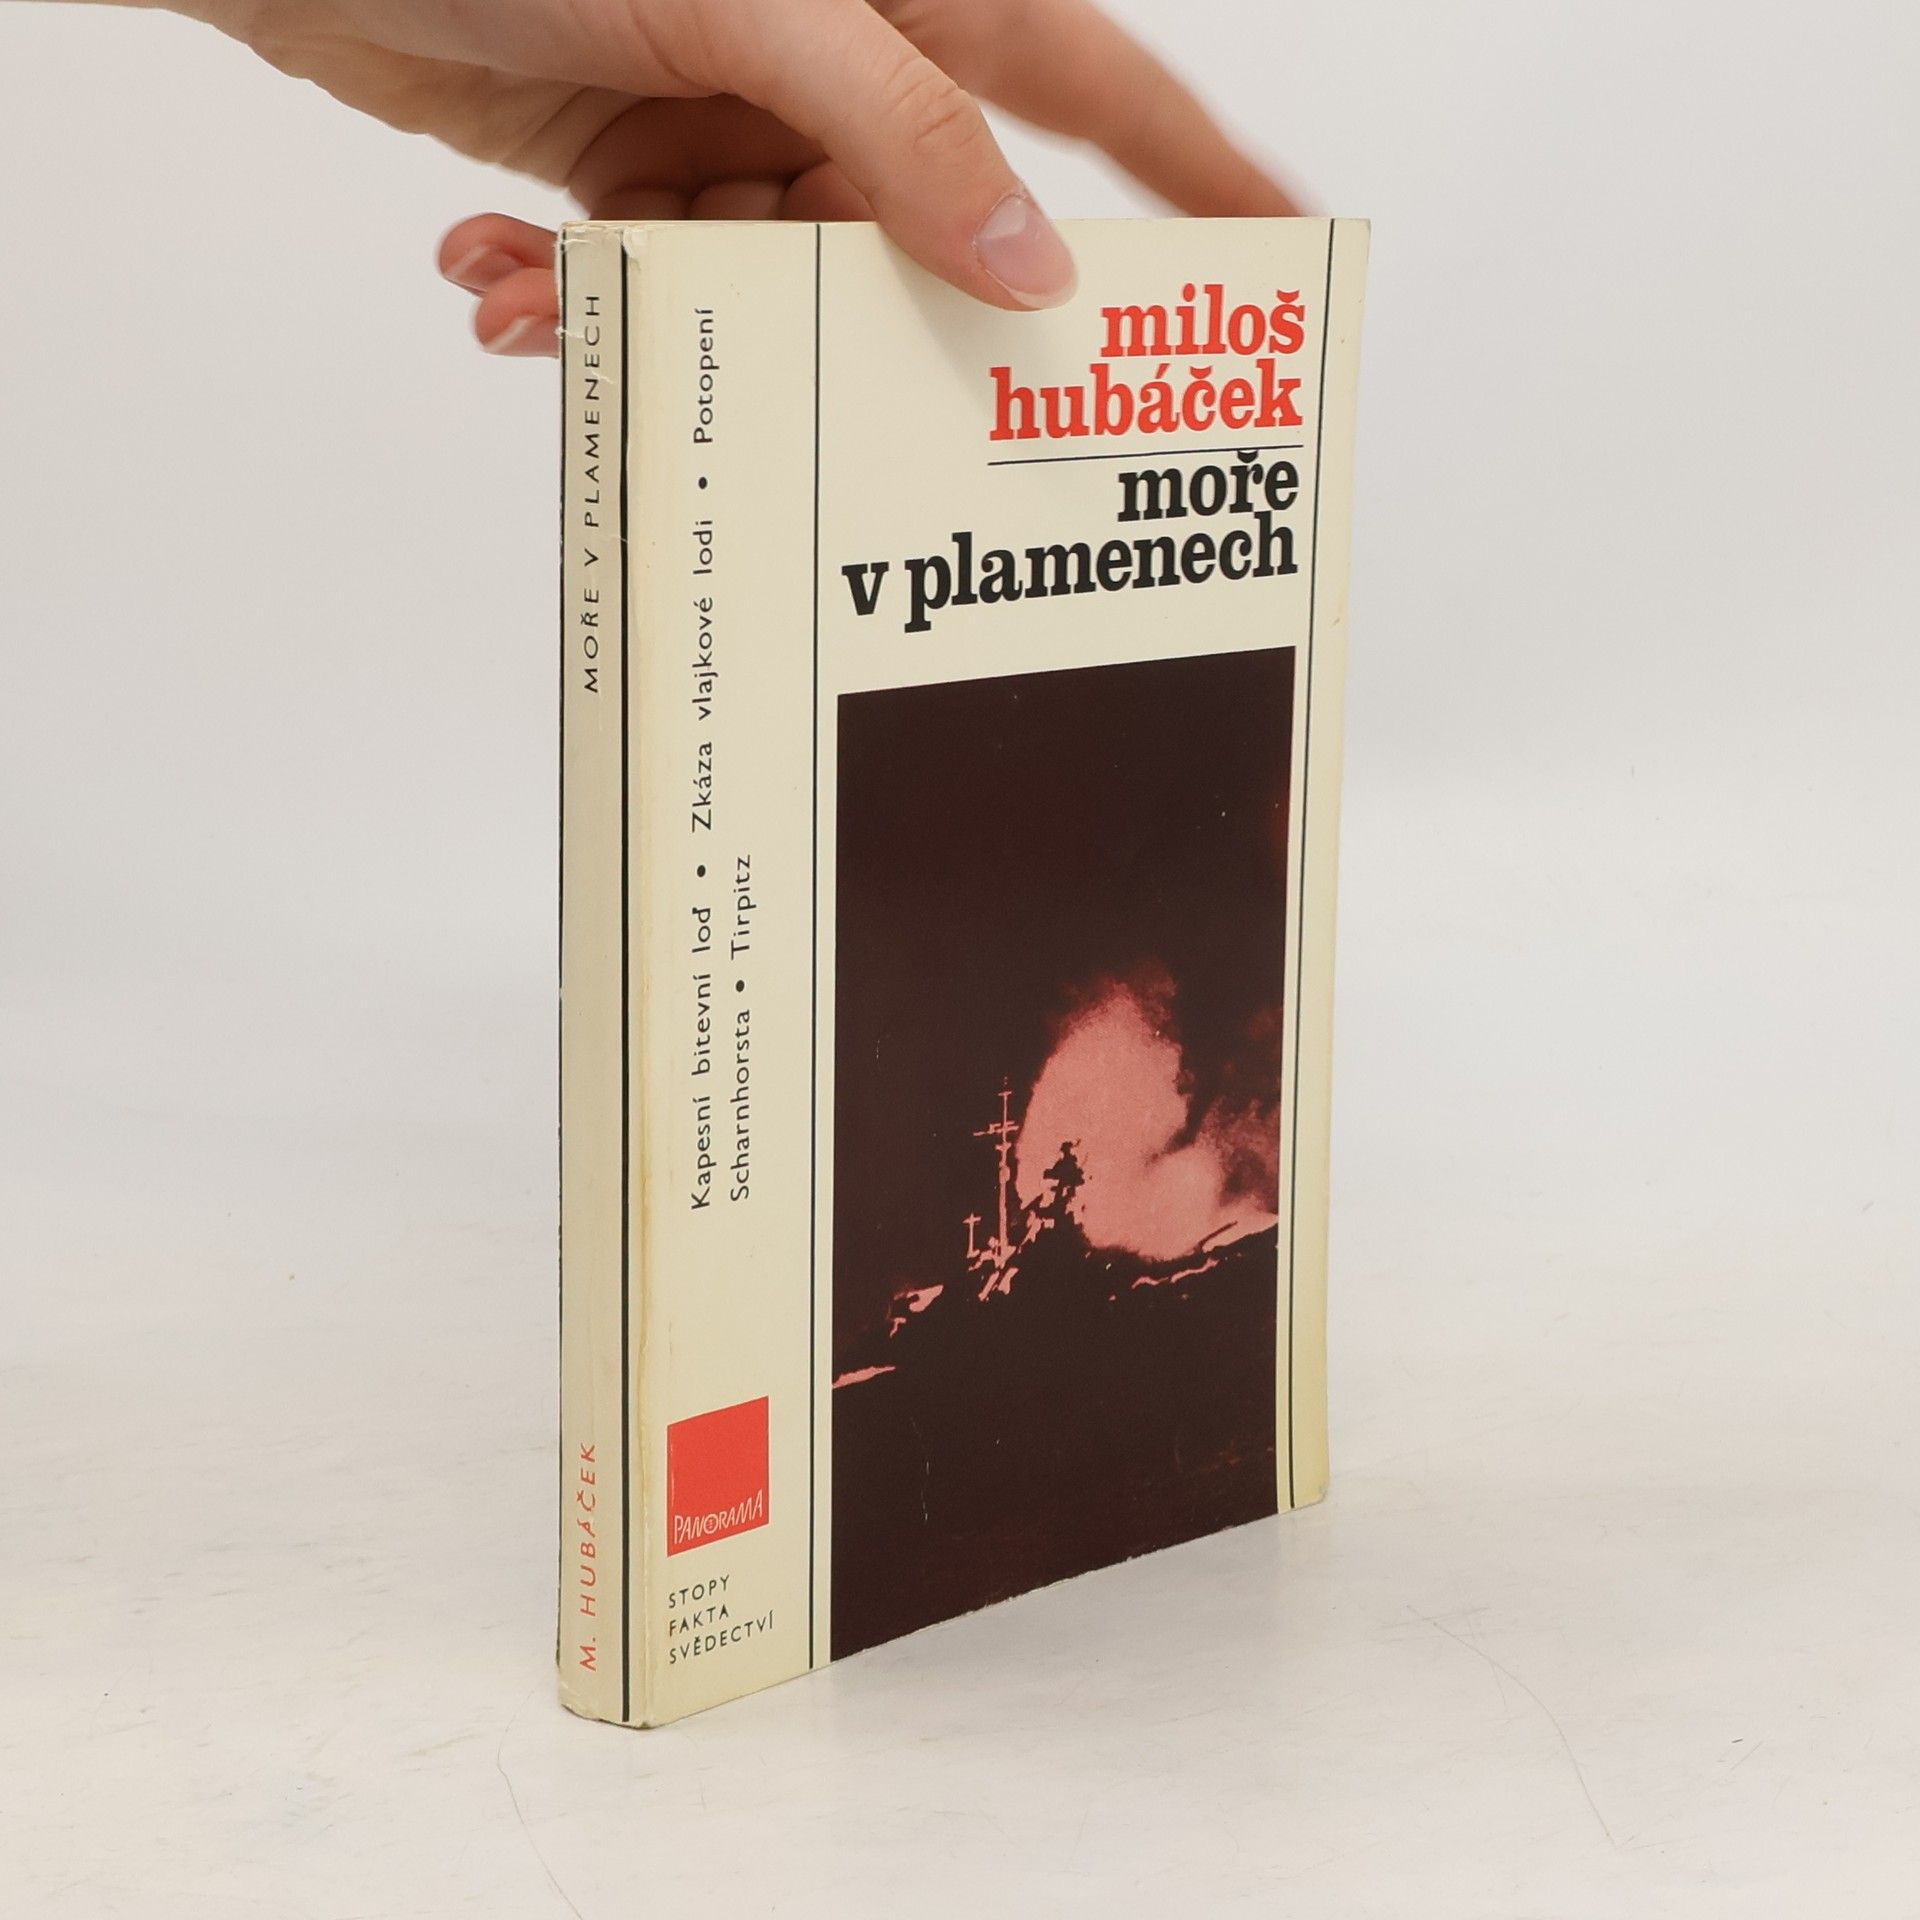 MOŘE V PLAMENECH
M. HUBÁČEK
Kapesní bitevní loď • Zkáza vlajkové lodi • Potopení
Scharnhorsta • Tirpitz
PANORAMA
STOPY
FAKTA
SVĚDECTVÍ
miloš
hubáček
moře
v plamenech